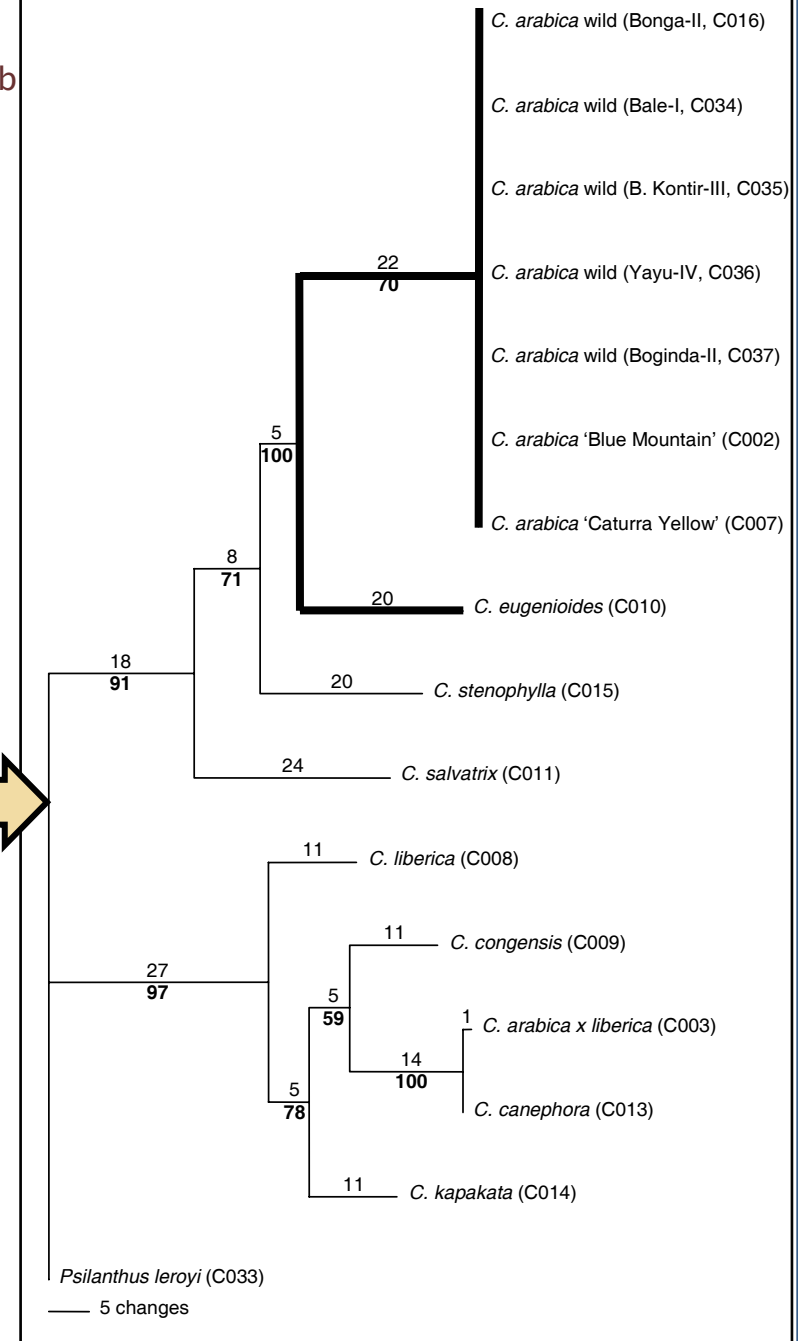 C. arabica wild (Bonga-II, C016)
b
C. arabica wild (Bale-I, C034)
C. arabica wild (B. Kontir-III, C035)
22
70
C. arabica wild (Yayu-IV, C036)
C. arabica wild (Boginda-II, C037)
5
100
C. arabica ‘Blue Mountain’ (C002)
C. arabica ‘Caturra Yellow’ (C007)
8
71
20
C. eugenioides (C010)
18
91
20
C. stenophylla (C015)
24
C. salvatrix (C011)
11
C. liberica (C008)
11
C. congensis (C009)
27
97
5
59
1
C. arabica x liberica (C003)
14
100
5
78
C. canephora (C013)
11
C. kapakata (C014)
Psilanthus leroyi (C033)
5 changes